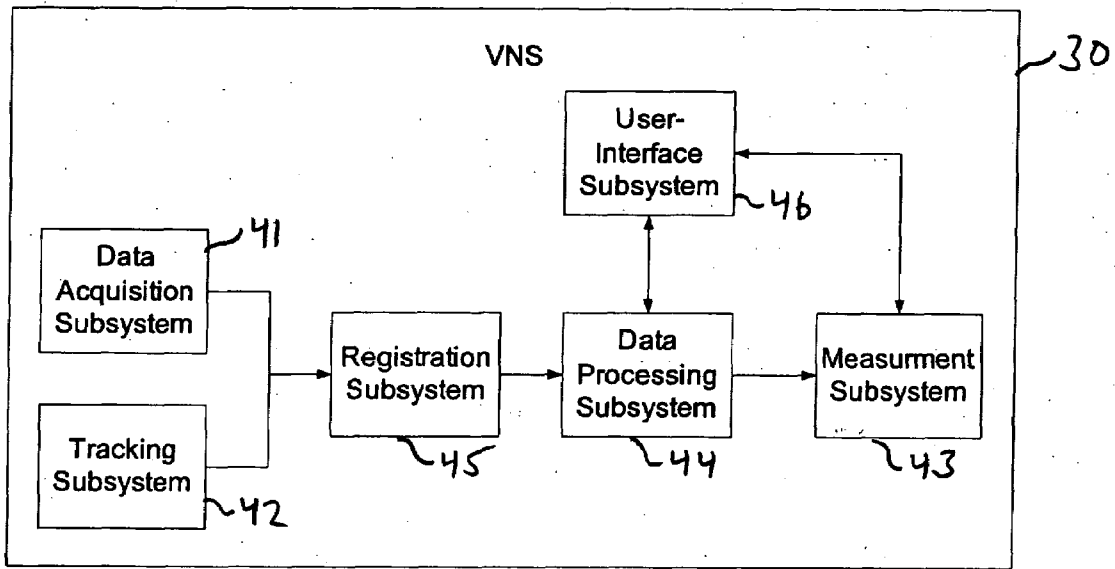 VNS
30
User-
Interface
Subsystem
46
41
Data
Acquisition
Subsystem
Registration
Subsystem
45
Data
Processing
Subsystem
44
Measurment
Subsystem
43
Tracking
Subsystem
42